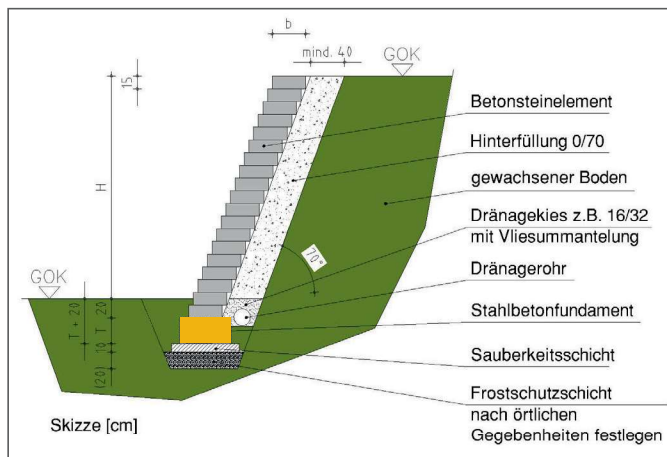 b
GOK
mind. 40
15
Betonsteinelement
Hinterfüllung 0/70
H
gewachsener Boden
Dränagekies z.B. 16/32
mit Vliesummantelung
70°
GOK
Dränagerohr
T + 20
20
T
Stahlbetonfundament
10
Sauberkeitsschicht
(20)
Frostschutzschicht
nach örtlichen
Gegebenheiten festlegen
Skizze [cm]